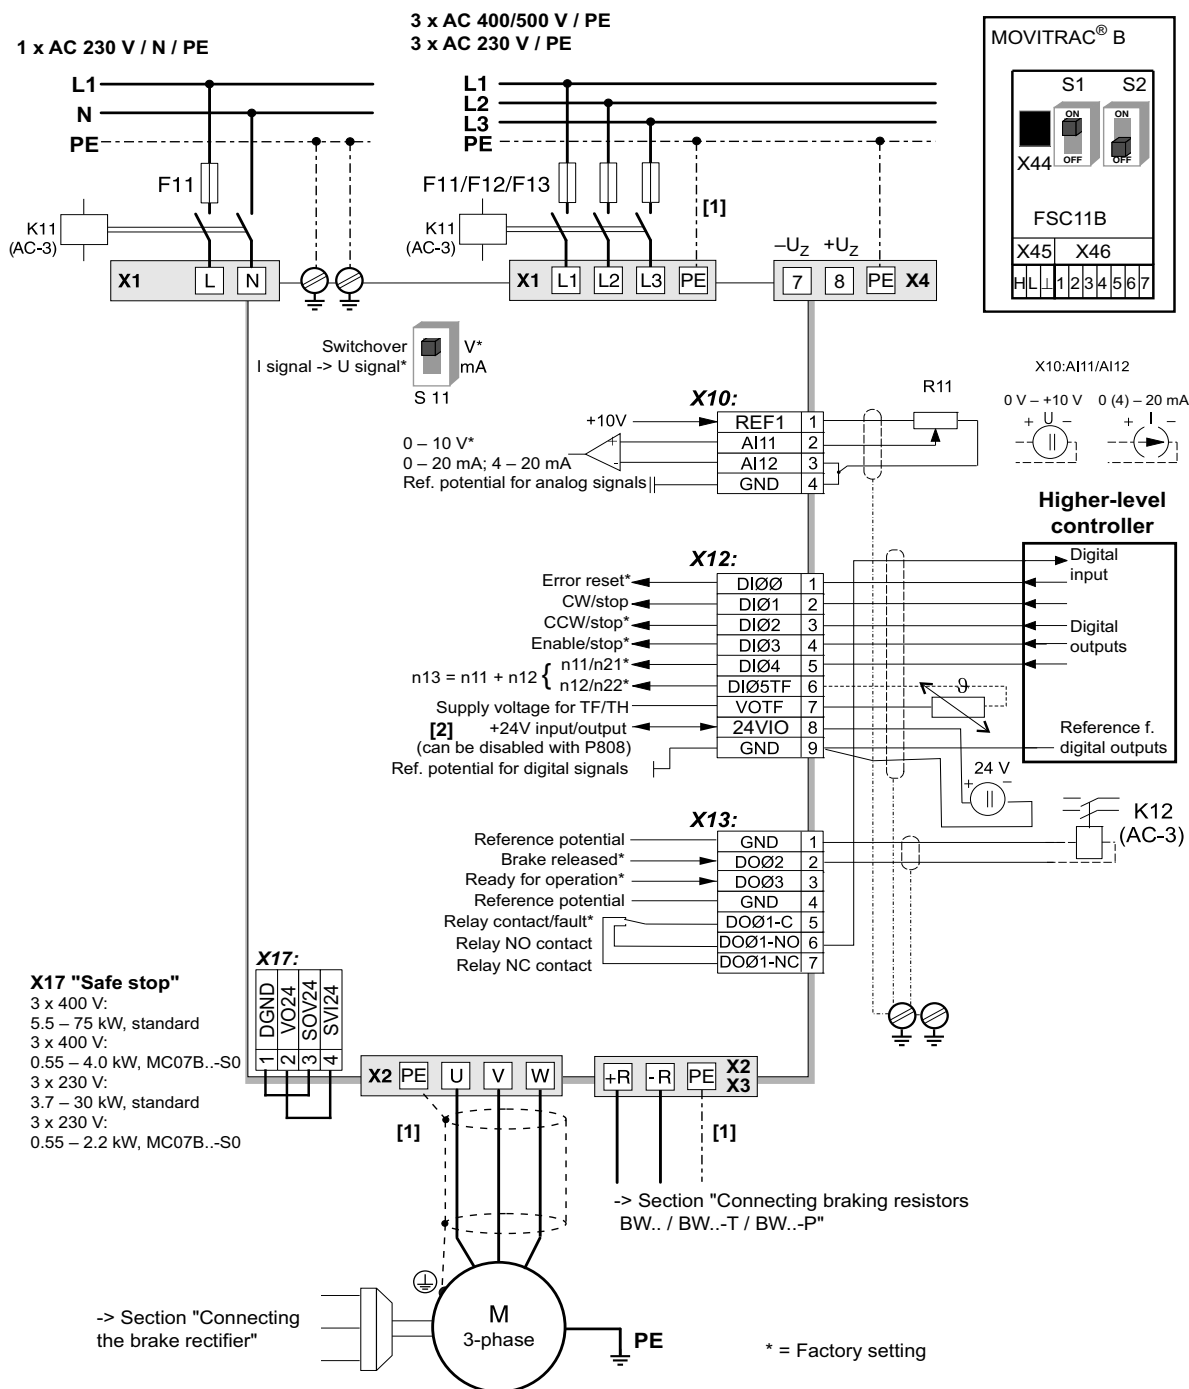 3 x AC 400/500 V / PE
1 x AC 230 V / N / PE
3 x AC 230 V / PE
L1
N
PE
F11
K11
(AC-3)
X1
L
N
L1
L2
L3
PE
F11/F12/F13
K11
(AC-3)
[1]
X1
L1
L2
L3
PE
–UZ
+UZ
7
8
PE
X4
MOVITRAC® B
S1
S2
ON
OFF
ON
OFF
X44
FSC11B
X45
X46
H L ⊥ 1 2 3 4 5 6 7
Switchover
I signal -> U signal*
V*
mA
S 11
X10:
+10V
REF1 1
0 – 10 V*
AI11 2
0 – 20 mA; 4 – 20 mA
+
-
AI12 3
Ref. potential for analog signals
GND 4
R11
X10:AI11/AI12
0 V – +10 V
0 (4) – 20 mA
+ U –
+ I –
Higher-level
controller
Digital
input
Digital
outputs
Reference f.
digital outputs
X12:
Error reset*
DIØØ 1
CW/stop
DIØ1 2
CCW/stop*
DIØ2 3
Enable/stop*
DIØ3 4
n13 = n11 + n12 {
n11/n21*
DIØ4 5
n12/n22*
DIØ5TF 6
Supply voltage for TF/TH
VOTF 7
[2]
+24V input/output
24VIO 8
(can be disabled with P808)
GND 9
Ref. potential for digital signals
ϑ
24 V
+
–
K12
(AC-3)
X13:
Reference potential
GND 1
Brake released*
DOØ2 2
Ready for operation*
DOØ3 3
Reference potential
GND 4
Relay contact/fault*
DOØ1-C 5
Relay NO contact
DOØ1-NO 6
Relay NC contact
DOØ1-NC 7
X17:
DGND
VO24
SOV24
SVI24
1
2
3
4
X17 "Safe stop"
3 x 400 V:
5.5 – 75 kW, standard
3 x 400 V:
0.55 – 4.0 kW, MC07B..-S0
3 x 230 V:
3.7 – 30 kW, standard
3 x 230 V:
0.55 – 2.2 kW, MC07B..-S0
X2
PE
U
V
W
+R
-R
PE
X2
X3
[1]
[1]
-> Section "Connecting braking resistors
BW.. / BW..-T / BW..-P"
M
3-phase
PE
-> Section "Connecting
the brake rectifier"
* = Factory setting